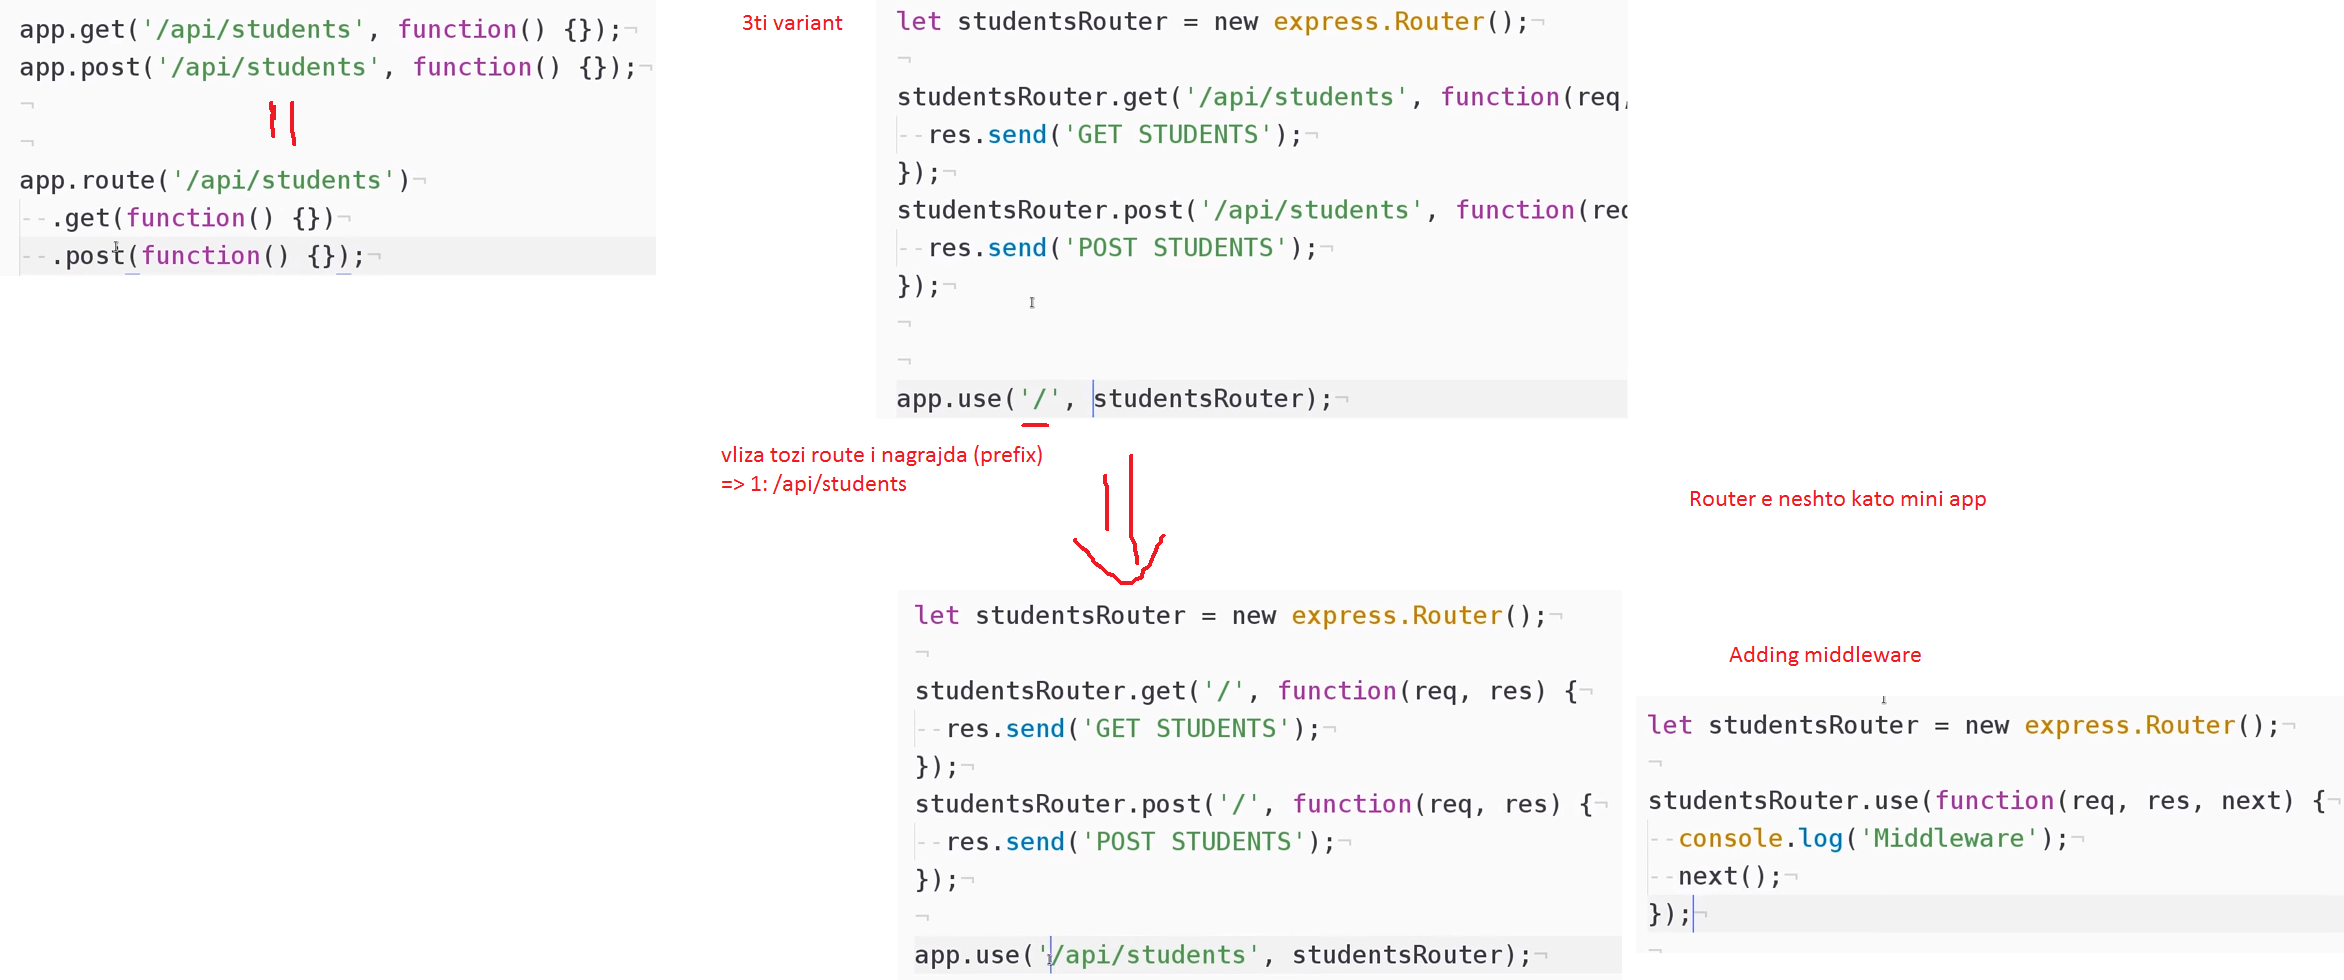 app.get('/api/students', function() {});¬
app.post('/api/students', function() {});¬
¬
¬
app.route('/api/students')¬
--.get(function() {})¬
--.post(function() {});¬
3ti variant
let studentsRouter = new express.Router();¬
¬
studentsRouter.get('/api/students', function(req,
--res.send('GET STUDENTS');¬
});¬
studentsRouter.post('/api/students', function(req
--res.send('POST STUDENTS');¬
});¬
¬
¬
app.use('/', studentsRouter);¬
vliza tozi route i nagrajda (prefix)
=> 1: /api/students
Router e neshto kato mini app
let studentsRouter = new express.Router();¬
¬
studentsRouter.get('/', function(req, res) {¬
--res.send('GET STUDENTS');¬
});¬
studentsRouter.post('/', function(req, res) {¬
--res.send('POST STUDENTS');¬
});¬
¬
app.use('/api/students', studentsRouter);¬
Adding middleware
let studentsRouter = new express.Router();¬
¬
studentsRouter.use(function(req, res, next) {¬
--console.log('Middleware');¬
--next();¬
});¬
¬